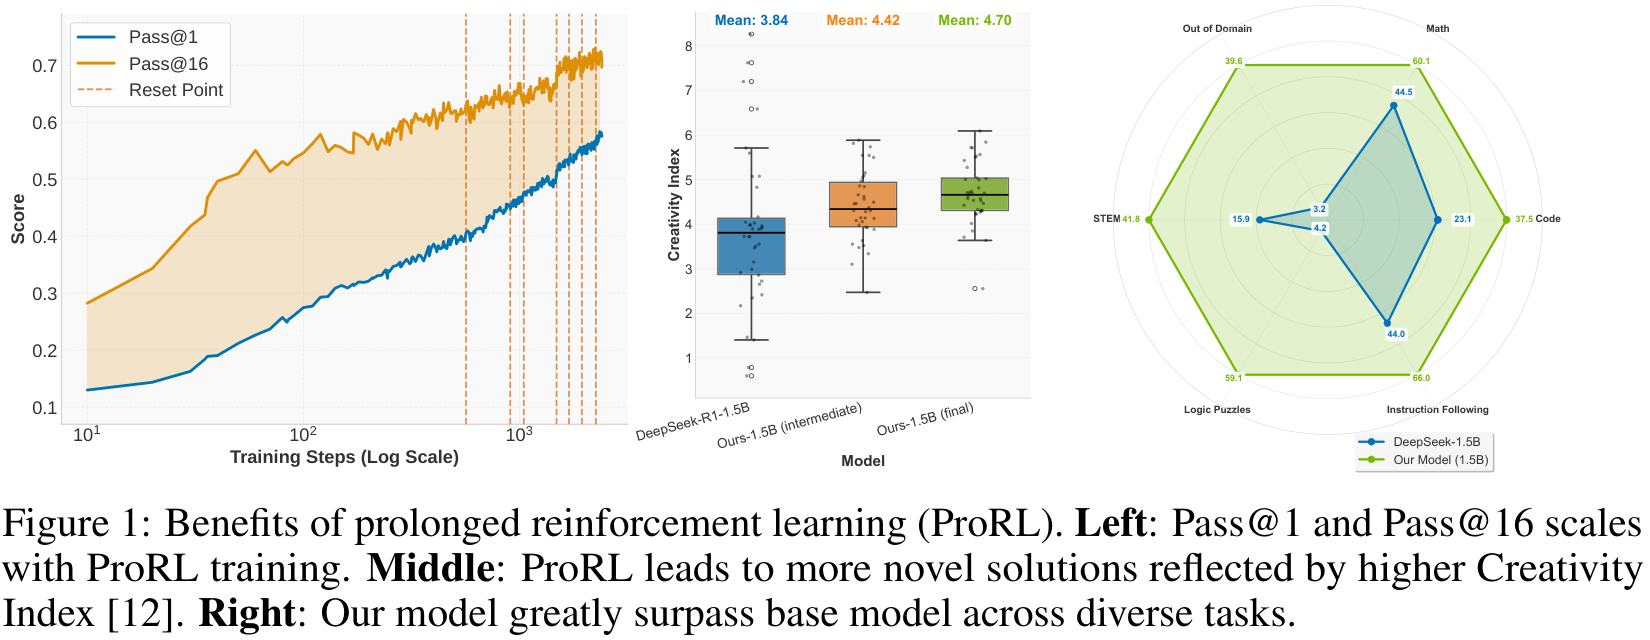 Pass@1
Pass@16
Reset Point
Score
0.7
0.6
0.5
0.4
0.3
0.2
0.1
10^1
10^2
10^3
Training Steps (Log Scale)
Mean: 3.84
Mean: 4.42
Mean: 4.70
Creativity Index
8
7
6
5
4
3
2
1
DeepSeek-R1-1.5B
Ours-1.5B (intermediate)
Ours-1.5B (final)
Model
Out of Domain
Math
39.6
60.1
44.5
STEM
41.8
15.9
3.2
4.2
23.1
37.5
Code
44.0
59.1
66.0
Logic Puzzles
Instruction Following
DeepSeek-1.5B
Our Model (1.5B)
Figure 1: Benefits of prolonged reinforcement learning (ProRL). Left: Pass@1 and Pass@16 scales
with ProRL training. Middle: ProRL leads to more novel solutions reflected by higher Creativity
Index [12]. Right: Our model greatly surpass base model across diverse tasks.